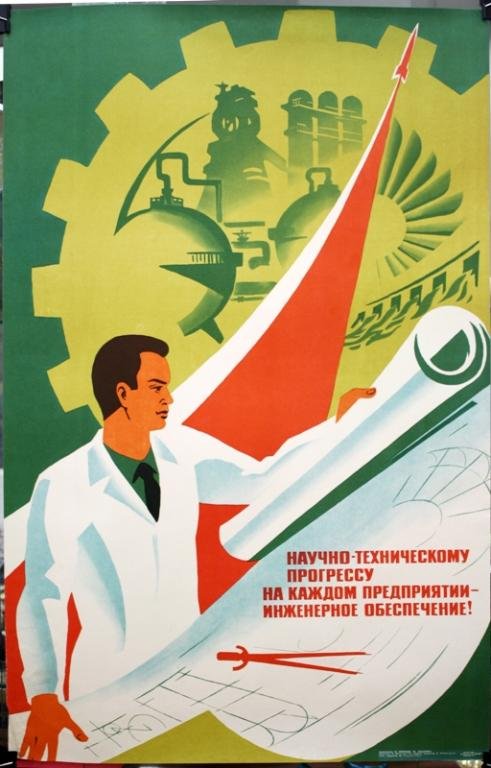 НАУЧНО-ТЕХНИЧЕСКОМУ
ПРОГРЕССУ
НА КАЖДОМ ПРЕДПРИЯТИИ–
ИНЖЕНЕРНОЕ ОБЕСПЕЧЕНИЕ!